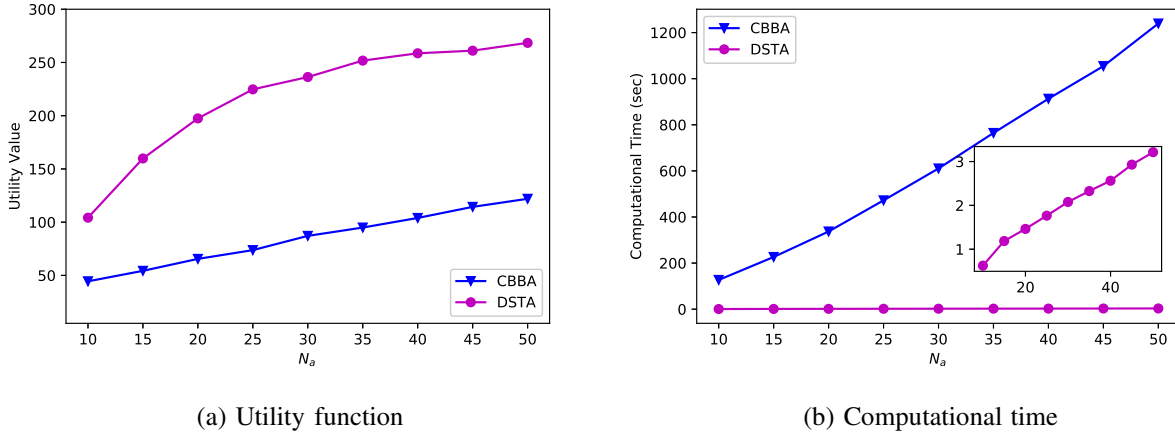 300
250
200
150
100
50
Utility Value
CBBA
DSTA
10 15 20 25 30 35 40 45 50
N_a
(a) Utility function
1200
1000
800
600
400
200
0
Computational Time (sec)
CBBA
DSTA
3
2
1
20 40
10 15 20 25 30 35 40 45 50
N_a
(b) Computational time